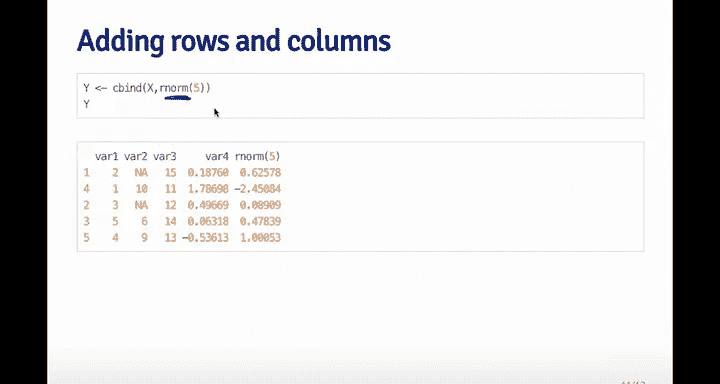 Adding rows and columns
Y <- cbind(X,rnorm(5))
Y
var1 var2 var3 var4 rnorm(5)
1 2 NA 15 0.18760 0.62578
4 1 10 11 1.78698 -2.45084
2 3 NA 12 0.49669 0.08909
3 5 6 14 0.06318 0.47839
5 4 9 13 -0.53613 1.00053